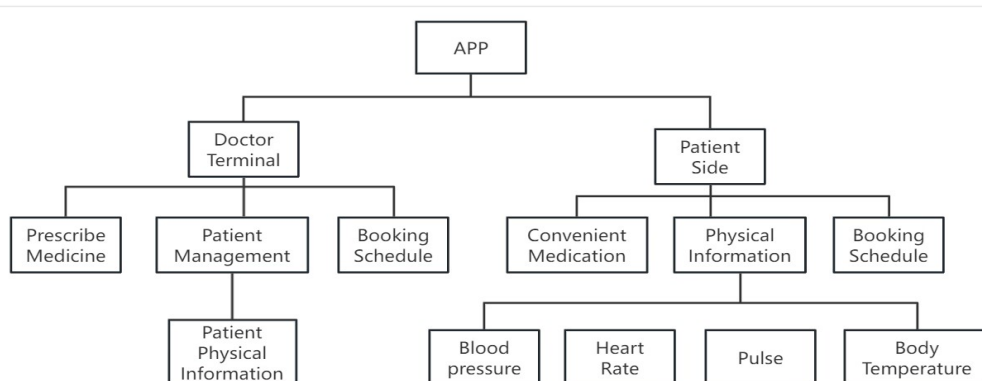 APP
Doctor
Terminal
Patient
Side
Prescribe
Medicine
Patient
Management
Booking
Schedule
Convenient
Medication
Physical
Information
Booking
Schedule
Patient
Physical
Information
Blood
pressure
Heart
Rate
Pulse
Body
Temperature